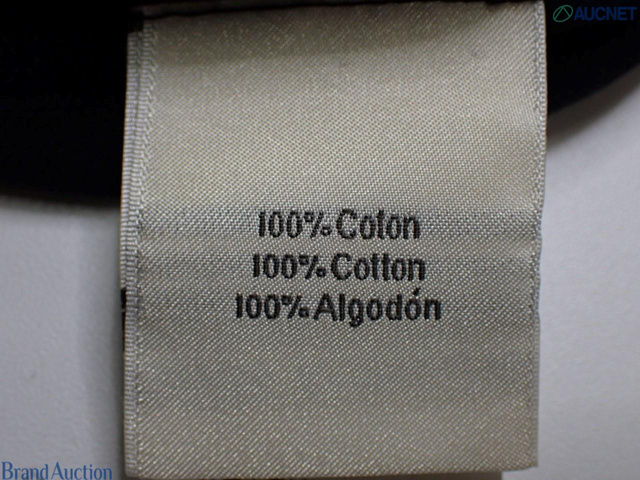 AUCNET
100% Coton
100% Cotton
100% Algodón
Brand Auction